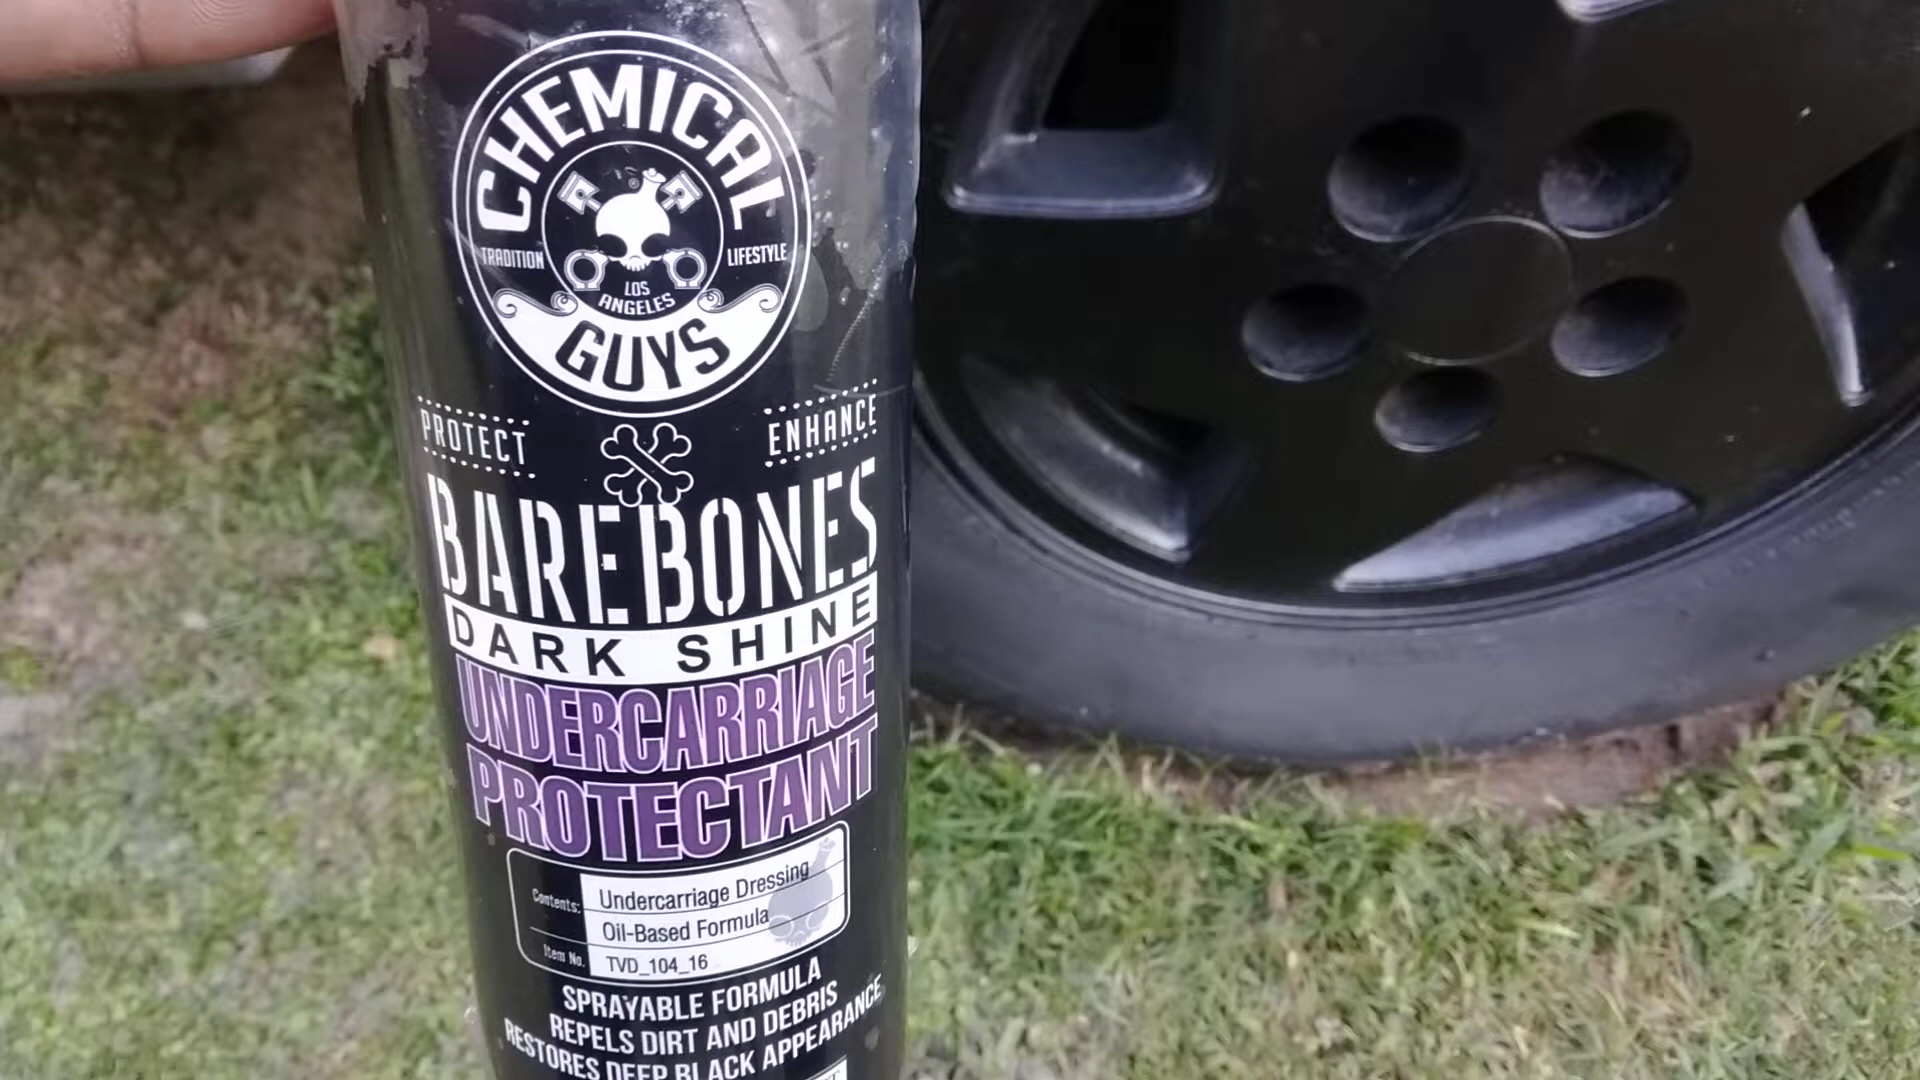 CHEMICAL
TRADITION
LIFESTYLE
LOS
ANGELES
GUYS
PROTECT
ENHANCE
BAREBONES
DARK SHINE
UNDERCARRIAGE
PROTECTANT
Contents: Undercarriage Dressing
Oil-Based Formula
Item No. TVD_104_16
SPRAYABLE FORMULA
REPELS DIRT AND DEBRIS
RESTORES DEEP BLACK APPEARANCE